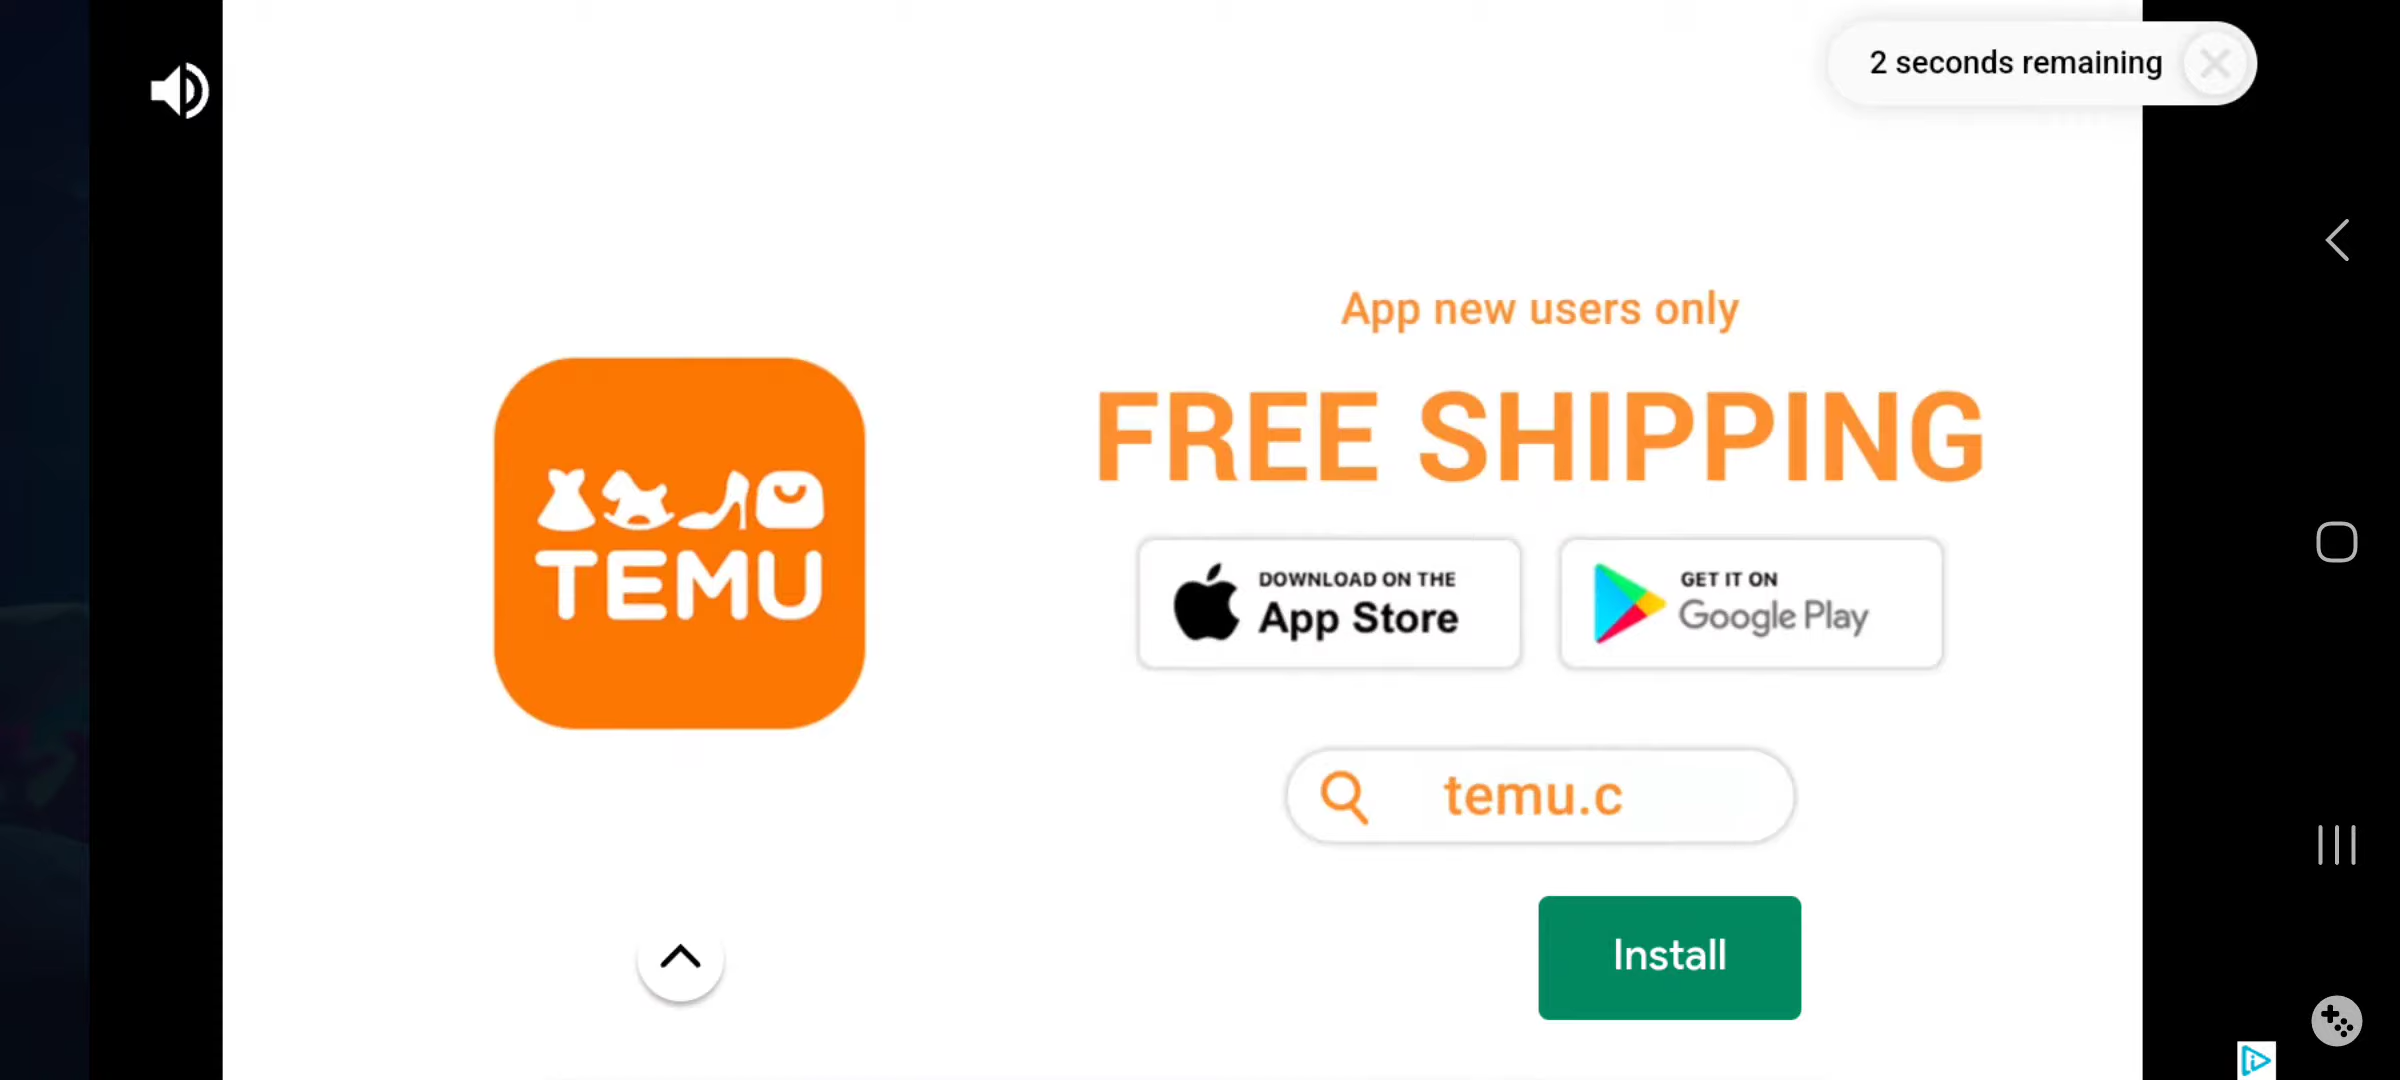 2 seconds remaining
App new users only
FREE SHIPPING
TEMU
DOWNLOAD ON THE
App Store
GET IT ON
Google Play
temu.c
Install